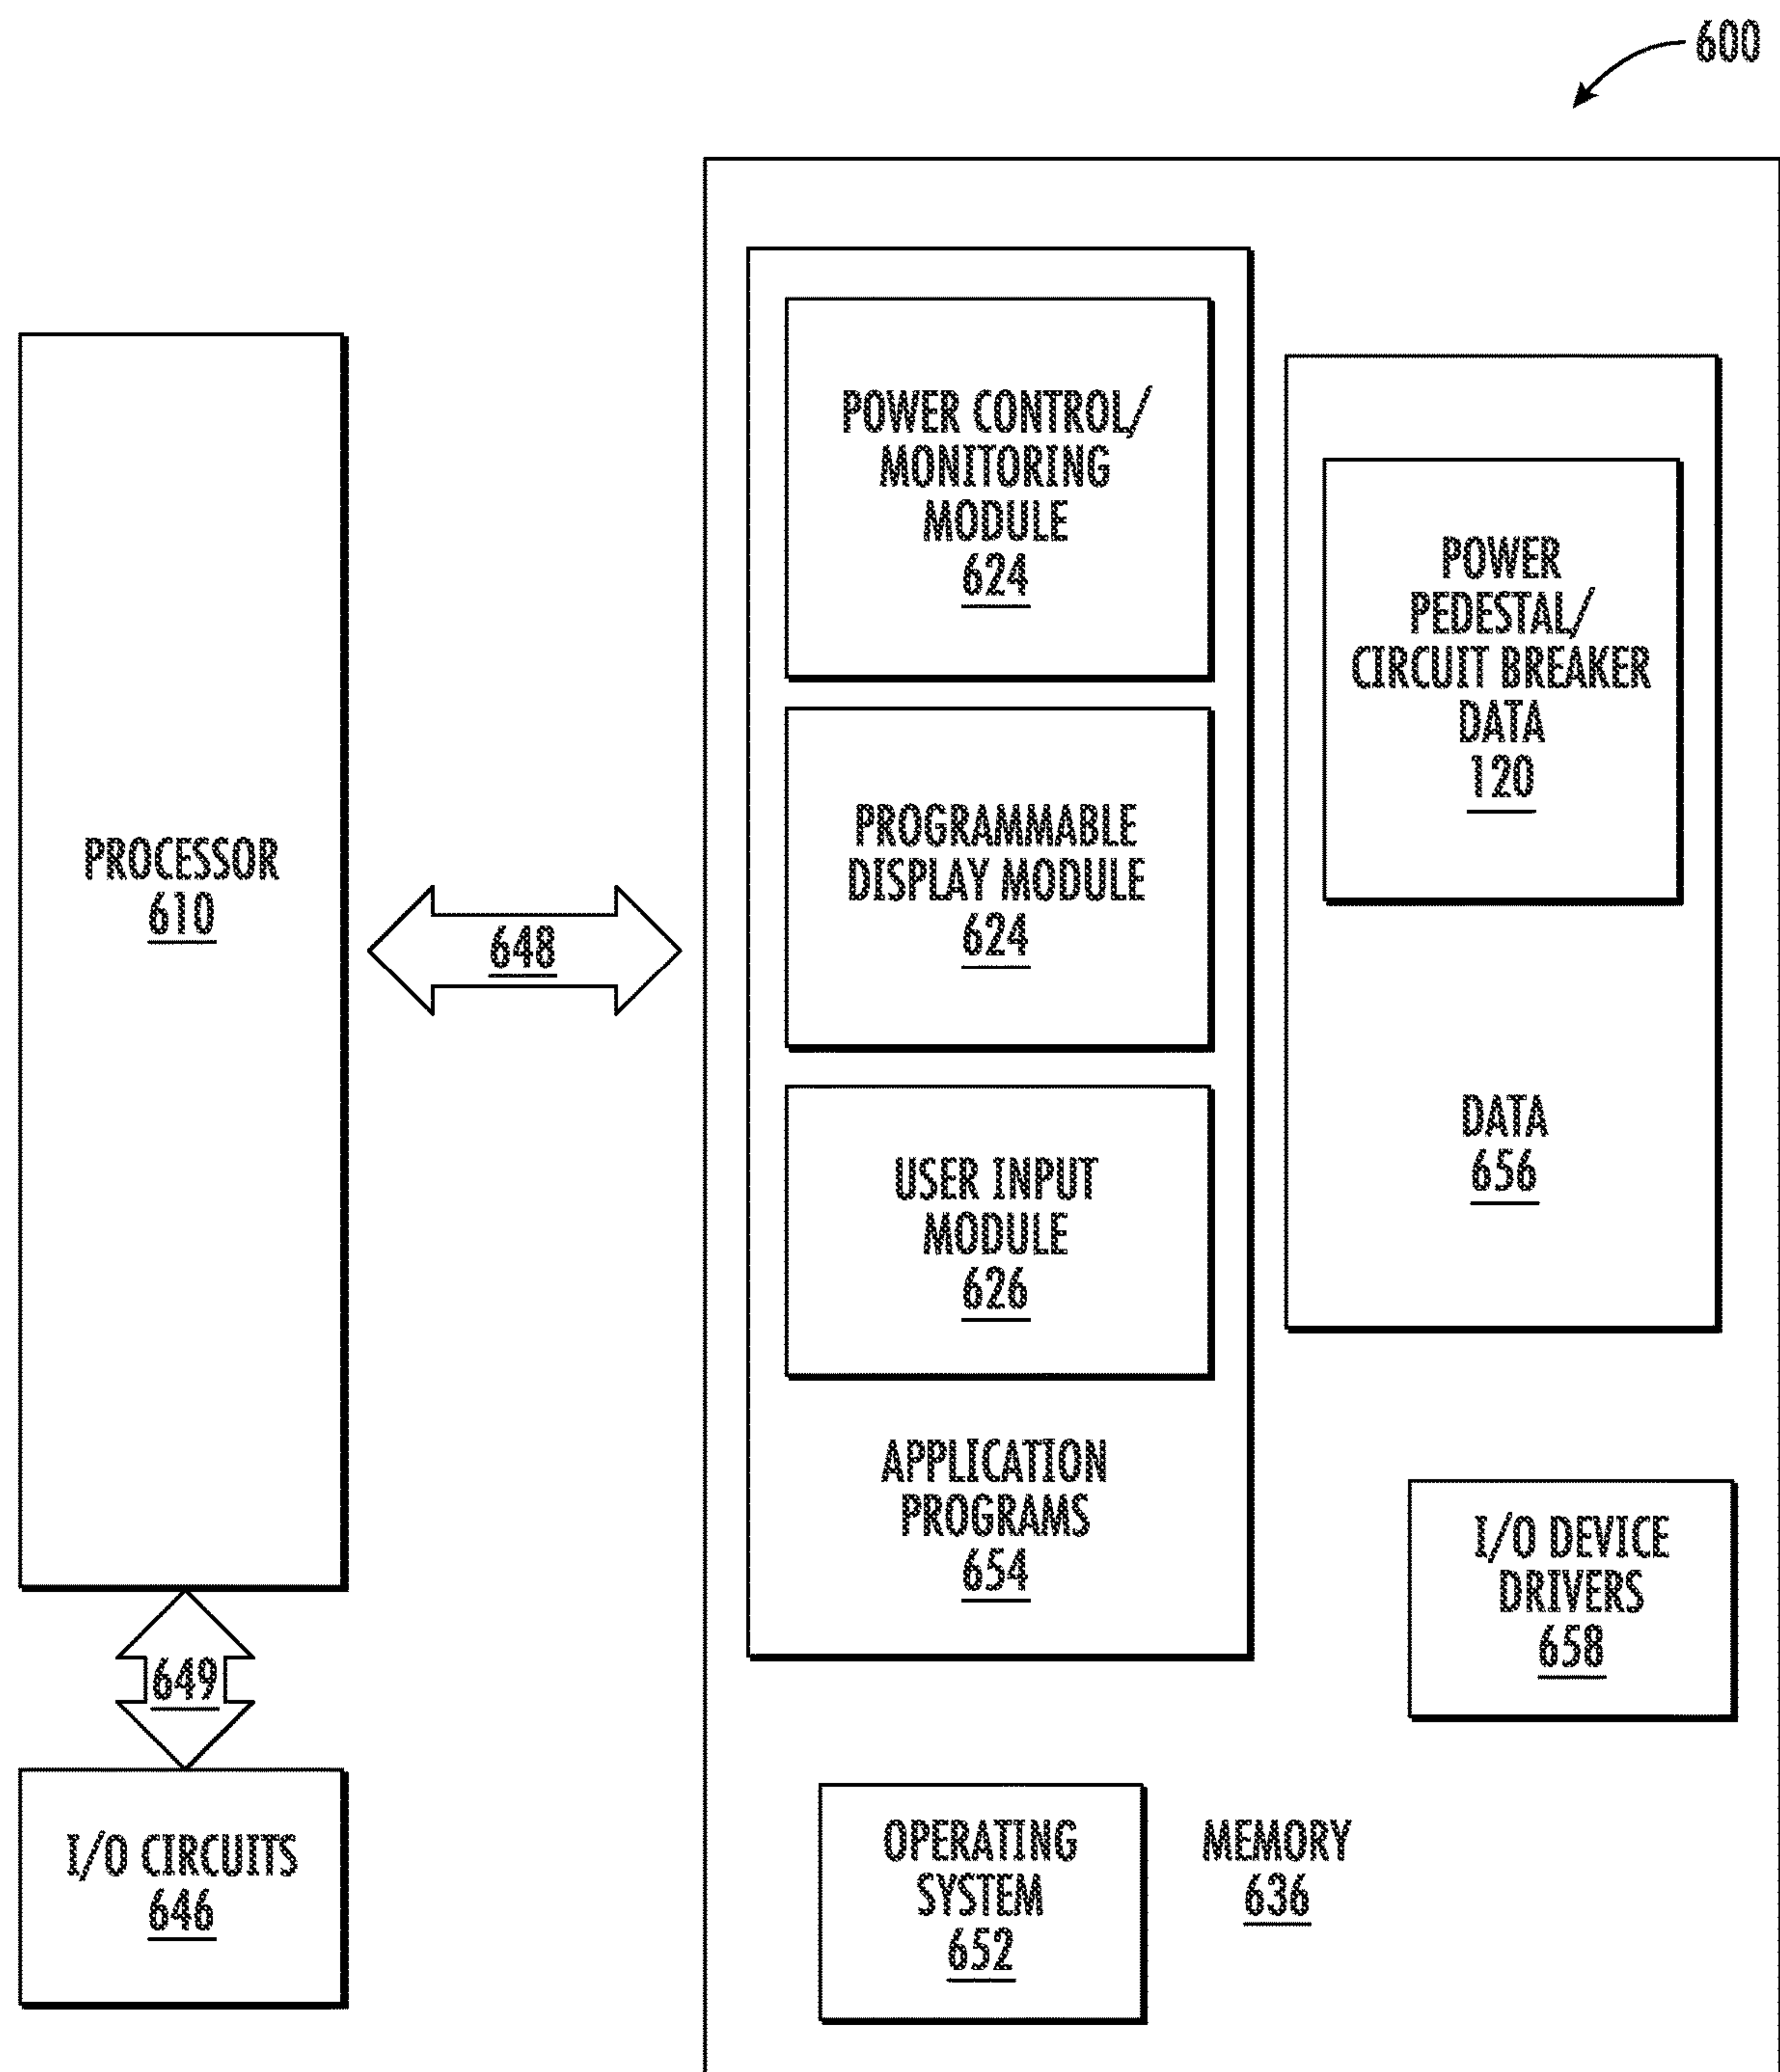 600
POWER CONTROL/
MONITORING
MODULE
624
POWER
PEDESTAL/
CIRCUIT BREAKER
DATA
120
PROCESSOR
610
648
PROGRAMMABLE
DISPLAY MODULE
624
DATA
656
USER INPUT
MODULE
626
APPLICATION
PROGRAMS
654
I/O DEVICE
DRIVERS
658
649
I/O CIRCUITS
646
OPERATING
SYSTEM
652
MEMORY
636